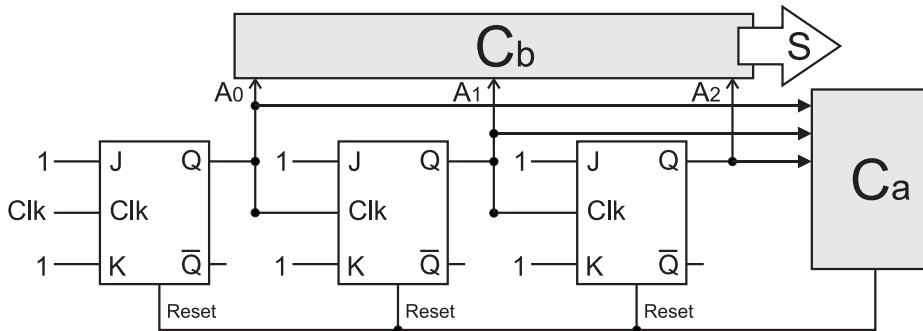 Cb
S
A0
A1
A2
1
J
Q
1
J
Q
1
J
Q
Ca
Clk
Clk
Clk
Clk
1
K
Q̅
1
K
Q̅
1
K
Q̅
Reset
Reset
Reset